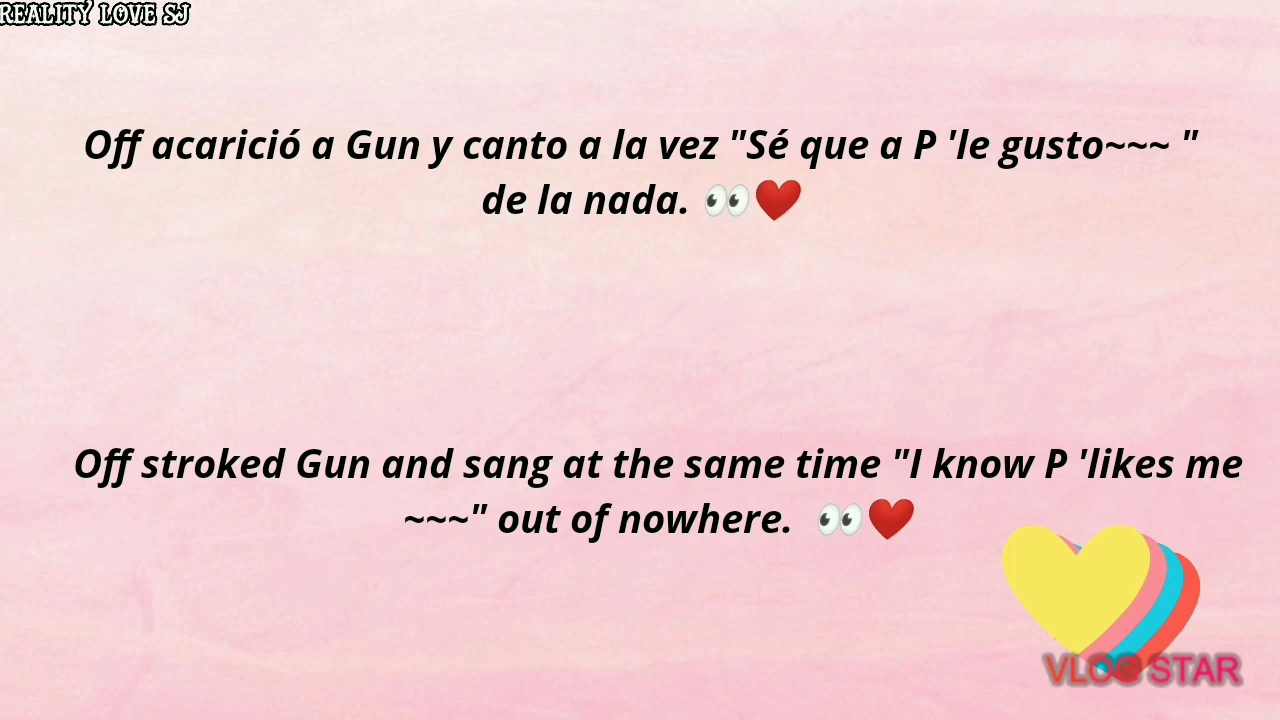 REALITY LOVE SJ
Off acarició a Gun y canto a la vez "Sé que a P 'le gusto~~~ "
de la nada. 👀❤️
Off stroked Gun and sang at the same time "I know P 'likes me
~~~" out of nowhere. 👀❤️
VLOG STAR